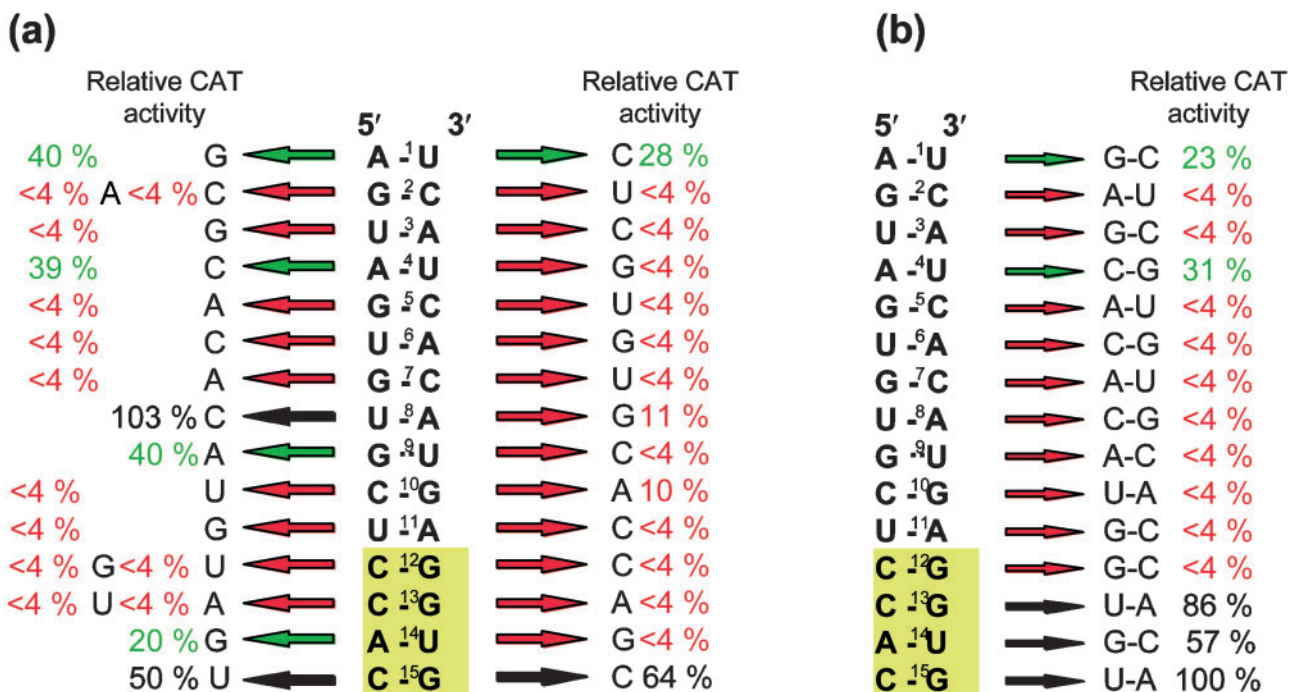 (a)
Relative CAT
activity
5′ 3′
Relative CAT
activity
40 % G A -1U C 28 %
<4 % A <4 % C G -2C U <4 %
<4 % G U -3A C <4 %
39 % C A -4U G <4 %
<4 % A G -5C U <4 %
<4 % C U -6A G <4 %
<4 % A G -7C U <4 %
103 % C U -8A G 11 %
40 % A G -9U C <4 %
<4 % U C -10G A 10 %
<4 % G U -11A C <4 %
<4 % G <4 % U C -12G C <4 %
<4 % U <4 % A C -13G A <4 %
20 % G A -14U G <4 %
50 % U C -15G C 64 %
(b)
Relative CAT
activity
5′ 3′
A -1U G-C 23 %
G -2C A-U <4 %
U -3A G-C <4 %
A -4U C-G 31 %
G -5C A-U <4 %
U -6A C-G <4 %
G -7C A-U <4 %
U -8A C-G <4 %
G -9U A-C <4 %
C -10G U-A <4 %
U -11A G-C <4 %
C -12G G-C <4 %
C -13G U-A 86 %
A -14U G-C 57 %
C -15G U-A 100 %